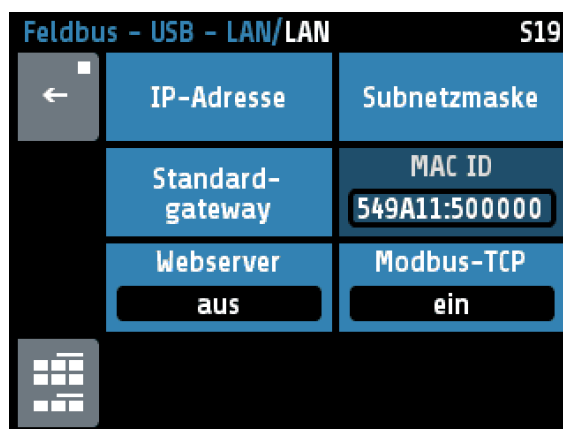 Feldbus - USB - LAN/LAN S19
←
IP-Adresse
Subnetzmaske
Standard-
gateway
MAC ID
549A11:500000
Webserver
aus
Modbus-TCP
ein